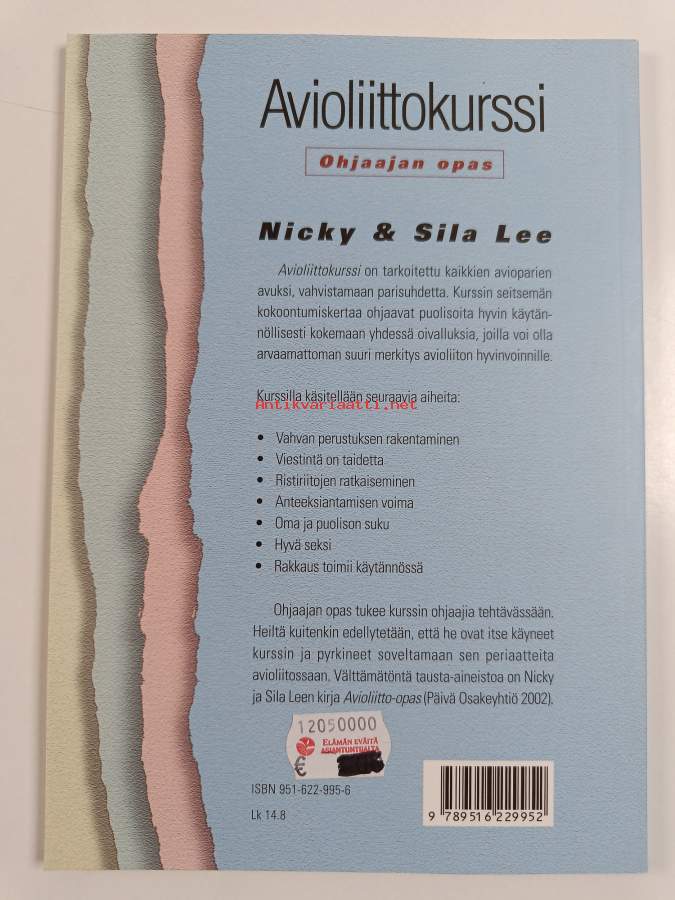 Avioliittokurssi
Ohjaajan opas
Nicky & Sila Lee
Avioliittokurssi on tarkoitettu kaikkien avioparien
avuksi, vahvistamaan parisuhdetta. Kurssin seitsemän
kokoontumiskertaa ohjaavat puolisoita hyvin käytän-
nöllisesti kokemaan yhdessä oivalluksia, joilla voi olla
arvaamattoman suuri merkitys avioliiton hyvinvoinnille.
Kurssilla käsitellään seuraavia aiheita:
Antikvariaatti.net
• Vahvan perustuksen rakentaminen
• Viestintä on taidetta
• Ristiriitojen ratkaiseminen
• Anteeksiantamisen voima
• Oma ja puolison suku
• Hyvä seksi
• Rakkaus toimii käytännössä
Ohjaajan opas tukee kurssin ohjaajia tehtävässään.
Heiltä kuitenkin edellytetään, että he ovat itse käyneet
kurssin ja pyrkineet soveltamaan sen periaatteita
avioliitossaan. Välttämätöntä tausta-aineistoa on Nicky
ja Sila Leen kirja Avioliitto-opas (Päivä Osakeyhtiö 2002).
12050000
ELÄMÄN EVÄITÄ
ASIANTUNTIJALTA
€
ISBN 951-622-995-6
Lk 14.8
9 789516 229952